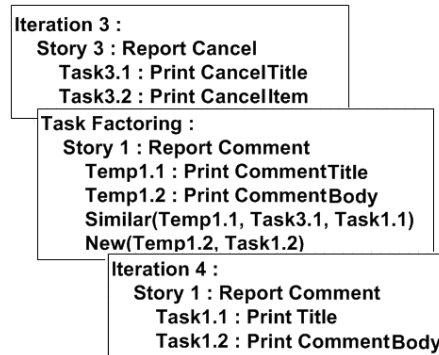 Iteration 3 :
Story 3 : Report Cancel
Task3.1 : Print CancelTitle
Task3.2 : Print CancelItem
Task Factoring :
Story 1 : Report Comment
Temp1.1 : Print CommentTitle
Temp1.2 : Print CommentBody
Similar(Temp1.1, Task3.1, Task1.1)
New(Temp1.2, Task1.2)
Iteration 4 :
Story 1 : Report Comment
Task1.1 : Print Title
Task1.2 : Print CommentBody